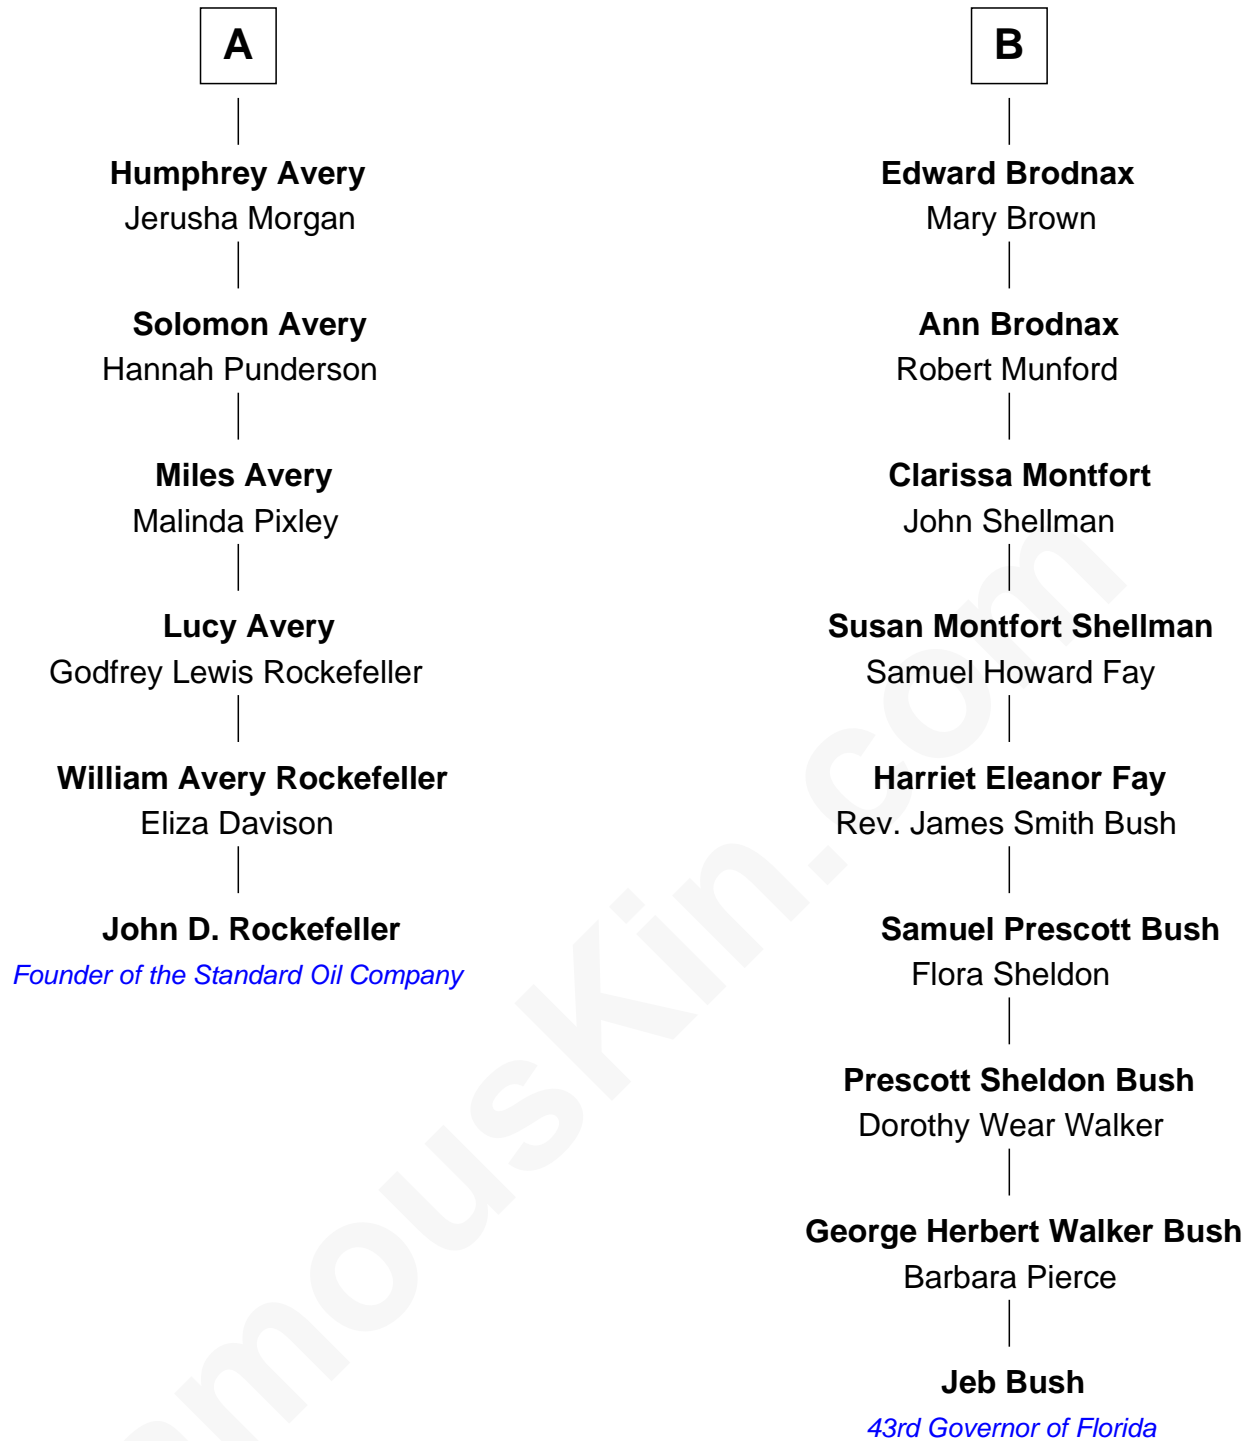 A
Humphrey Avery
Jerusha Morgan
Solomon Avery
Hannah Punderson
Miles Avery
Malinda Pixley
Lucy Avery
Godfrey Lewis Rockefeller
William Avery Rockefeller
Eliza Davison
John D. Rockefeller
Founder of the Standard Oil Company
B
Edward Brodnax
Mary Brown
Ann Brodnax
Robert Munford
Clarissa Montfort
John Shellman
Susan Montfort Shellman
Samuel Howard Fay
Harriet Eleanor Fay
Rev. James Smith Bush
Samuel Prescott Bush
Flora Sheldon
Prescott Sheldon Bush
Dorothy Wear Walker
George Herbert Walker Bush
Barbara Pierce
Jeb Bush
43rd Governor of Florida
amouskin.com